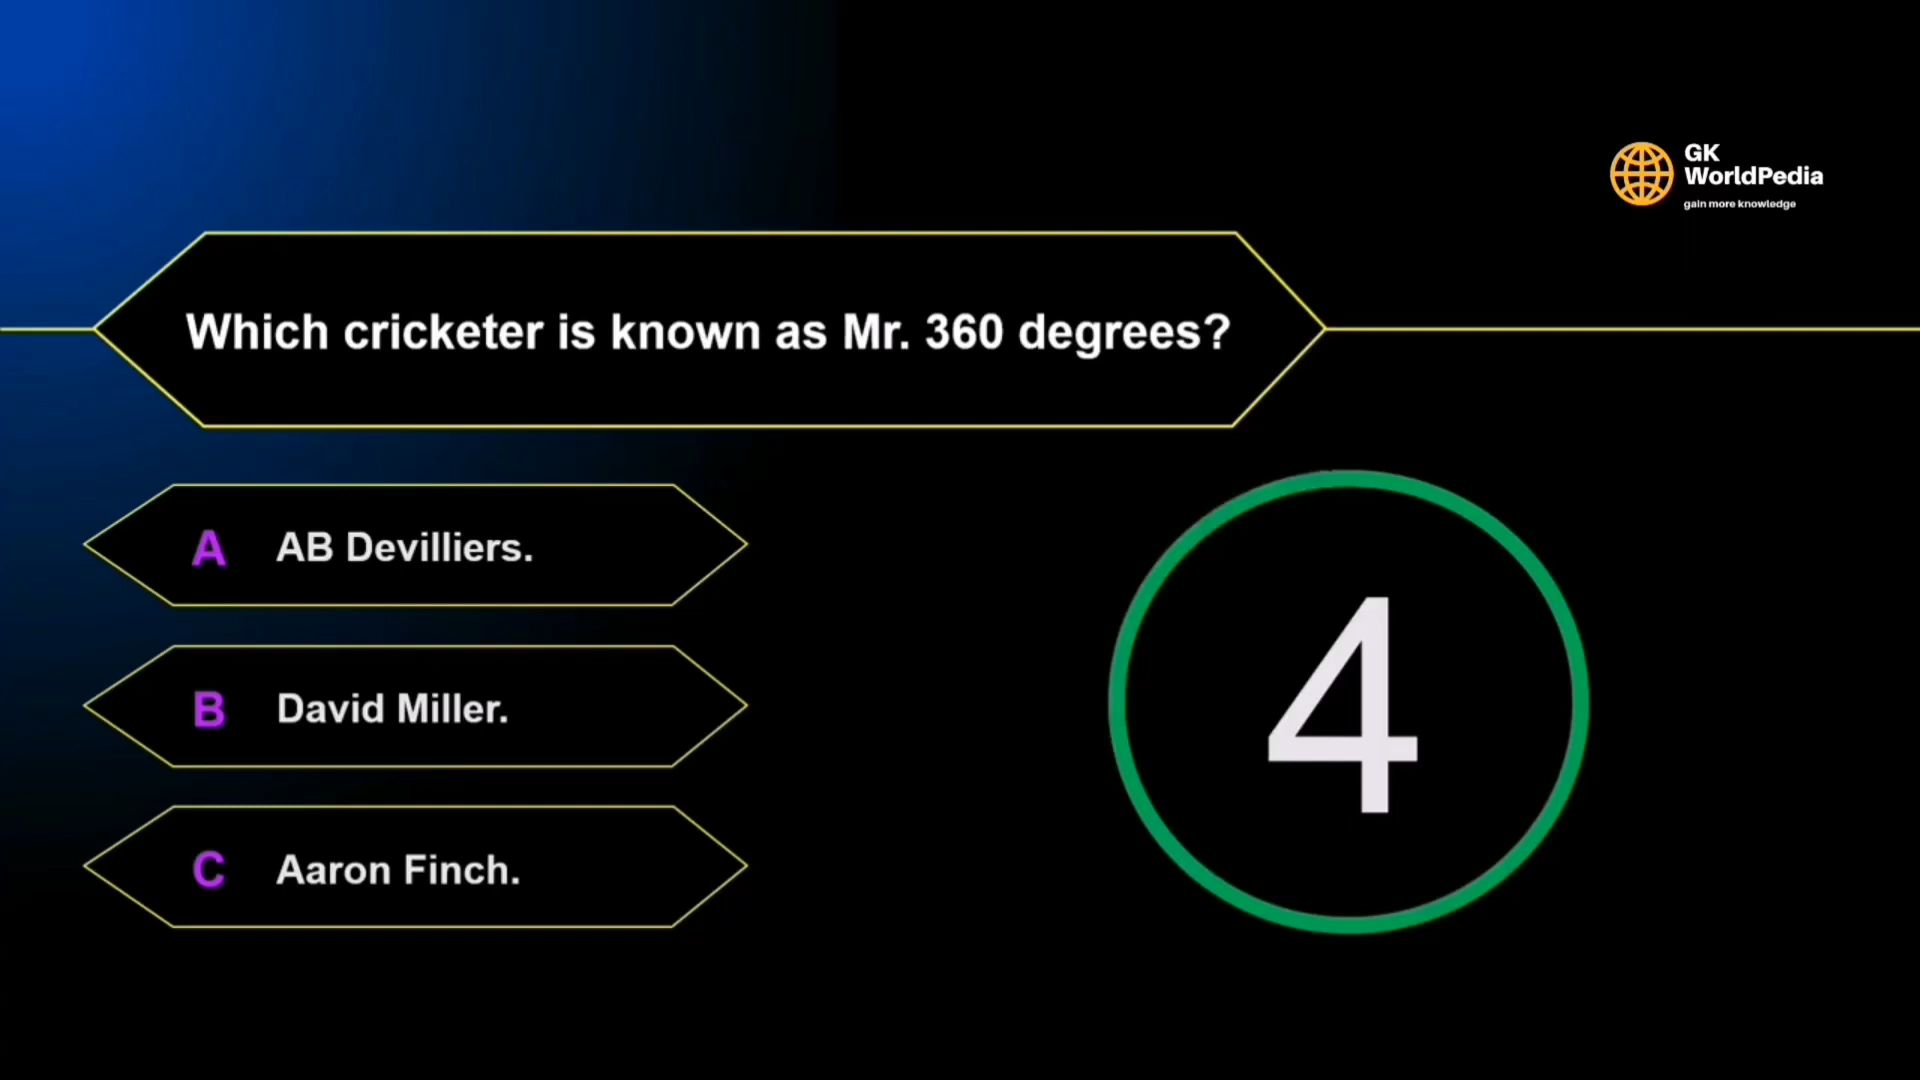 GK
WorldPedia
gain more knowledge
Which cricketer is known as Mr. 360 degrees?
A AB Devilliers.
B David Miller.
C Aaron Finch.
4